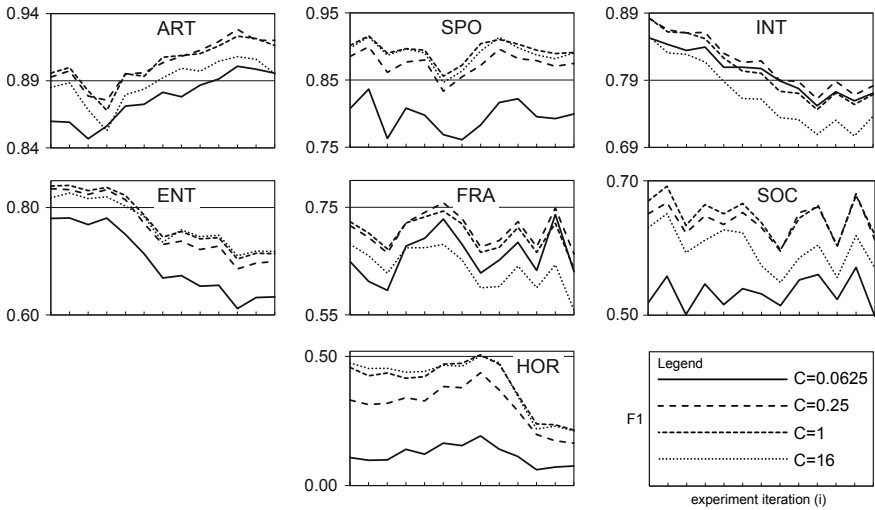 ART
0.94
0.89
0.84
SPO
0.95
0.85
0.75
INT
0.89
0.79
0.69
ENT
0.80
0.60
FRA
0.75
0.55
SOC
0.70
0.50
HOR
0.50
0.00
Legend
C=0.0625
C=0.25
C=1
C=16
F1
experiment iteration (i)